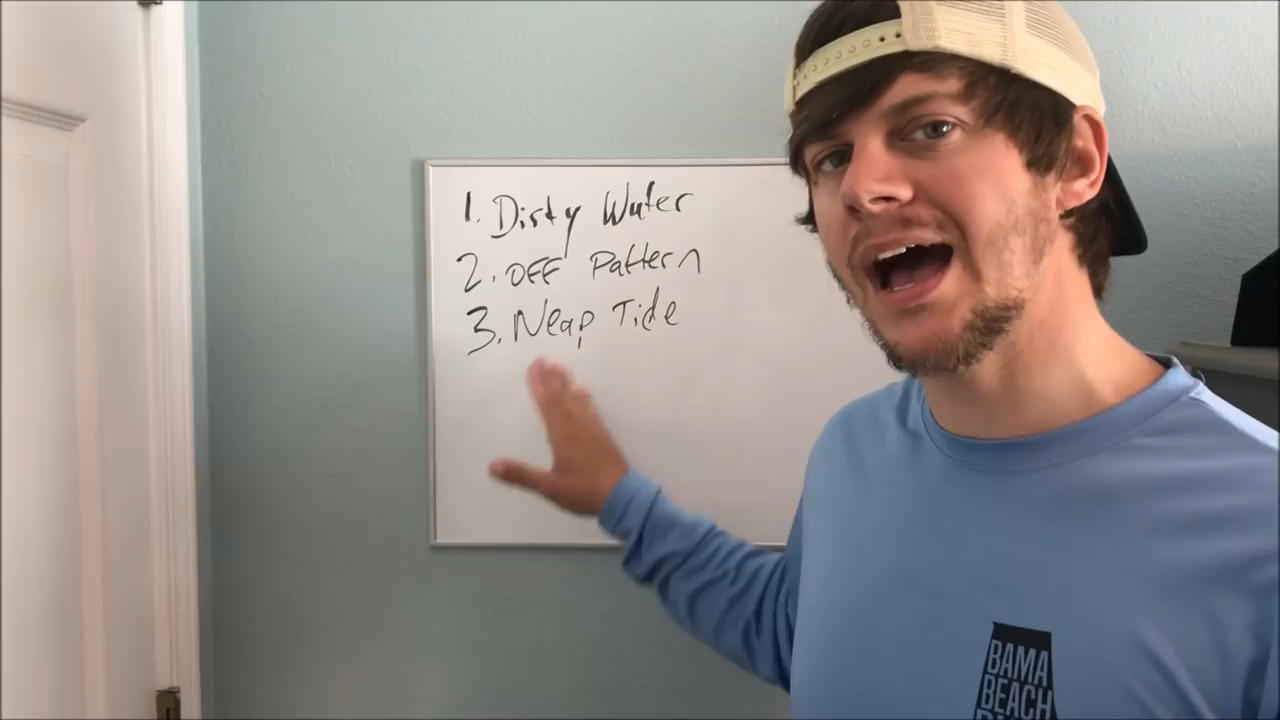 1. Dirty Water
2. OFF Pattern
3. Neap Tide
BAMA
BEACH